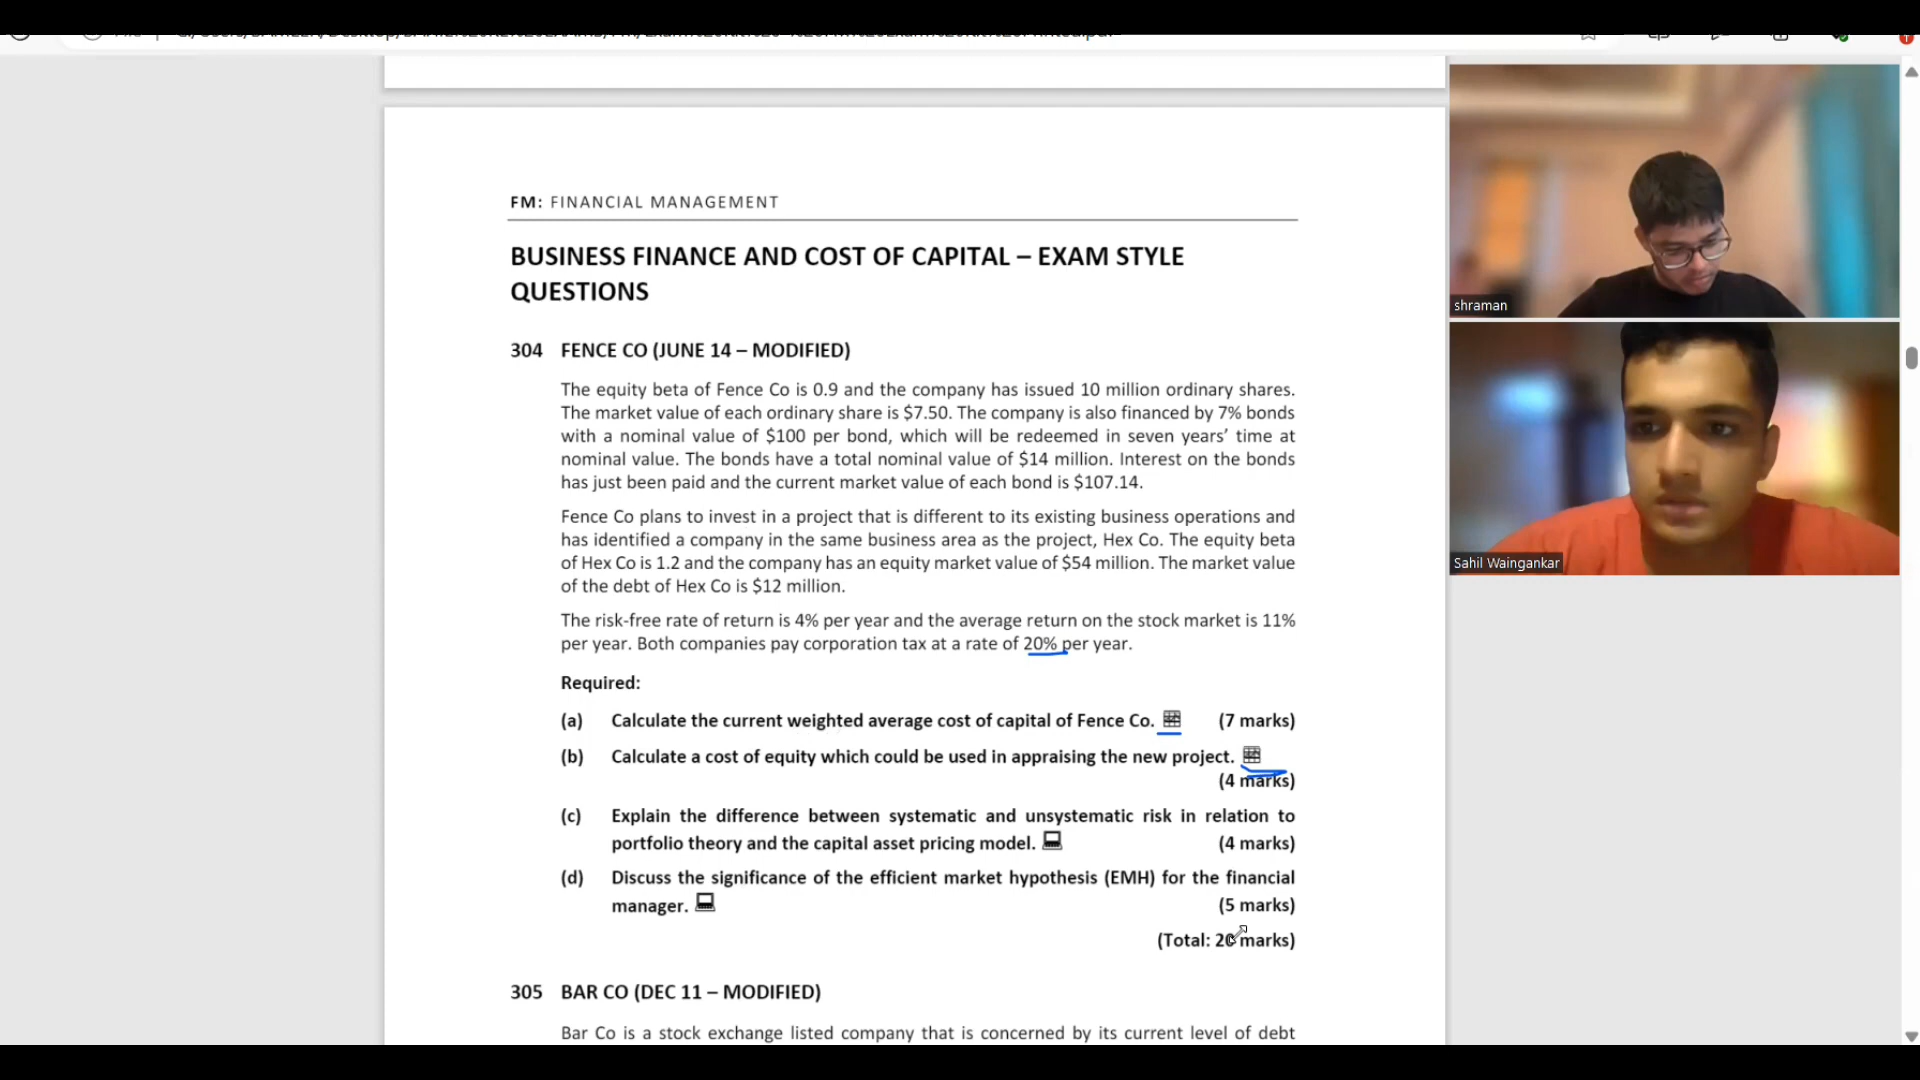 FM: FINANCIAL MANAGEMENT
BUSINESS FINANCE AND COST OF CAPITAL – EXAM STYLE
QUESTIONS
304 FENCE CO (JUNE 14 – MODIFIED)
The equity beta of Fence Co is 0.9 and the company has issued 10 million ordinary shares.
The market value of each ordinary share is $7.50. The company is also financed by 7% bonds
with a nominal value of $100 per bond, which will be redeemed in seven years' time at
nominal value. The bonds have a total nominal value of $14 million. Interest on the bonds
has just been paid and the current market value of each bond is $107.14.
Fence Co plans to invest in a project that is different to its existing business operations and
has identified a company in the same business area as the project, Hex Co. The equity beta
of Hex Co is 1.2 and the company has an equity market value of $54 million. The market value
of the debt of Hex Co is $12 million.
The risk-free rate of return is 4% per year and the average return on the stock market is 11%
per year. Both companies pay corporation tax at a rate of 20% per year.
Required:
(a) Calculate the current weighted average cost of capital of Fence Co. (7 marks)
(b) Calculate a cost of equity which could be used in appraising the new project.
(4 marks)
(c) Explain the difference between systematic and unsystematic risk in relation to
portfolio theory and the capital asset pricing model. (4 marks)
(d) Discuss the significance of the efficient market hypothesis (EMH) for the financial
manager. (5 marks)
(Total: 20 marks)
305 BAR CO (DEC 11 – MODIFIED)
Bar Co is a stock exchange listed company that is concerned by its current level of debt
shraman
Sahil Waingankar